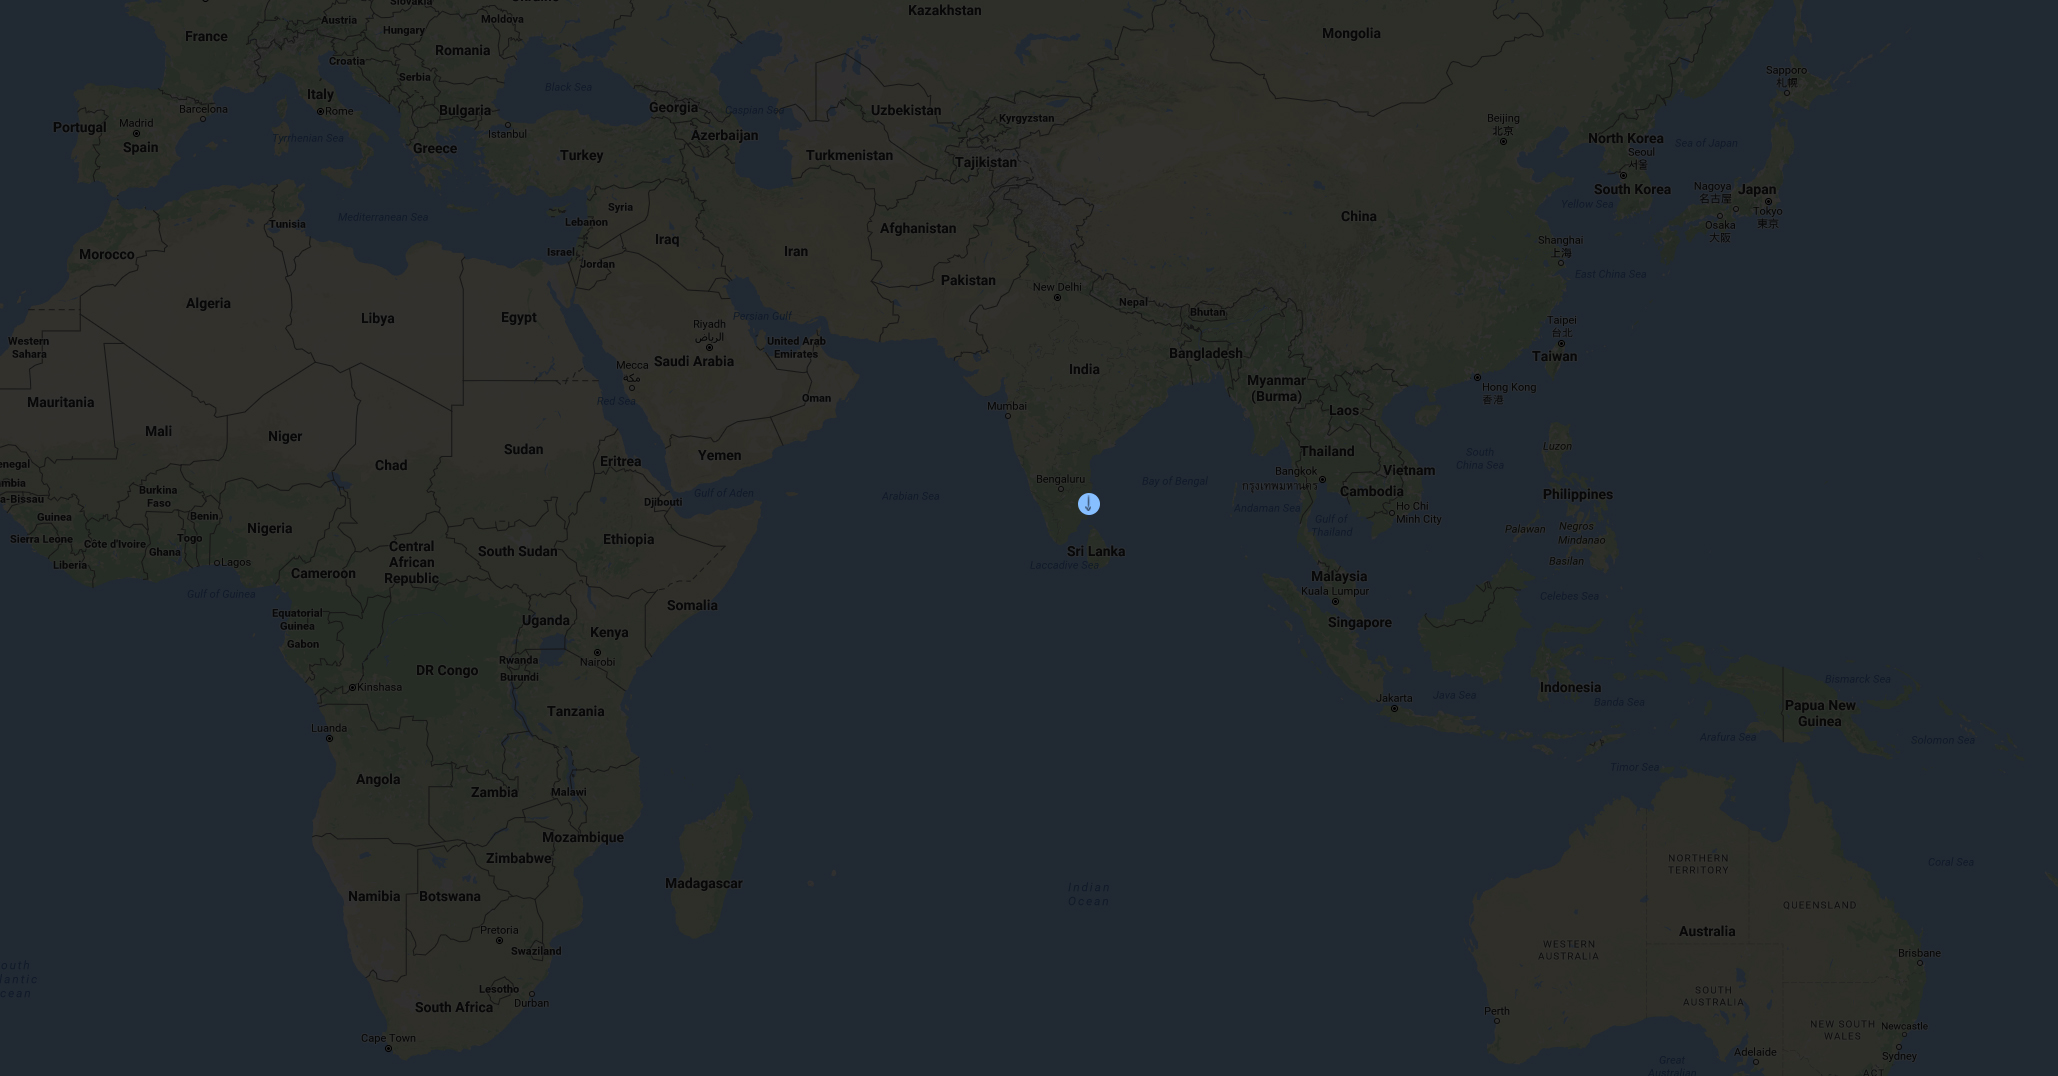 Kazakhstan
Slovakia
Austria
Moldova
France
Hungary
Mongolia
Romania
Croatia
Serbia
Sapporo
札幌
Black Sea
Italy
Rome
Barcelona
Bulgaria
Georgia
Caspian Sea
Uzbekistan
Kyrgyzstan
Beijing
北京
Portugal
Madrid
Spain
Tyrrhenian Sea
Istanbul
Azerbaijan
North Korea
Sea of Japan
Greece
Turkey
Turkmenistan
Tajikistan
Seoul
서울
South Korea
Nagoya
名古屋
Japan
Tokyo
東京
Yellow Sea
Syria
Mediterranean Sea
Tunisia
Lebanon
Afghanistan
China
Osaka
大阪
Iraq
Iran
Shanghai
上海
Morocco
Israel
Jordan
East China Sea
Pakistan
New Delhi
Algeria
Nepal
Bhutan
Libya
Egypt
Persian Gulf
Riyadh
الرياض
Taipei
台北
Western
Sahara
United Arab
Emirates
Bangladesh
Taiwan
Saudi Arabia
Mecca
مكة
India
Myanmar
(Burma)
Hong Kong
香港
Mauritania
Red Sea
Oman
Mumbai
Laos
Mali
Niger
Sudan
Luzon
Thailand
South
China Sea
Chad
Eritrea
Yemen
Bangkok
กรุงเทพมหานคร
Vietnam
enegal
mbia
a-Bissau
Burkina
Faso
Bengaluru
Bay of Bengal
Arabian Sea
Gulf of Aden
Cambodia
Philippines
Djibouti
Andaman Sea
Ho Chi
Minh City
Guinea
Benin
Nigeria
Gulf of
Thailand
Palawan
Negros
Mindanao
Sierra Leone
Côte d'Ivoire
Togo
Ghana
Ethiopia
Central
African
Republic
South Sudan
Sri Lanka
Laccadive Sea
Basilan
Liberia
Lagos
Cameroon
Malaysia
Kuala Lumpur
Gulf of Guinea
Celebes Sea
Somalia
Equatorial
Guinea
Uganda
Kenya
Singapore
Gabon
Rwanda
Nairobi
DR Congo
Burundi
Kinshasa
Indonesia
Bismarck Sea
Jakarta
Java Sea
Banda Sea
Papua New
Guinea
Tanzania
Luanda
Arafura Sea
Solomon Sea
Timor Sea
Angola
Zambia
Malawi
Mozambique
Zimbabwe
NORTHERN
TERRITORY
Coral Sea
Madagascar
Indian
Ocean
Namibia
Botswana
QUEENSLAND
Pretoria
Swaziland
Australia
WESTERN
AUSTRALIA
Brisbane
outh
lantic
cean
Lesotho
Durban
South Africa
SOUTH
AUSTRALIA
Perth
Cape Town
NEW SOUTH
WALES
Newcastle
Adelaide
Sydney
Great
Australian
ACT